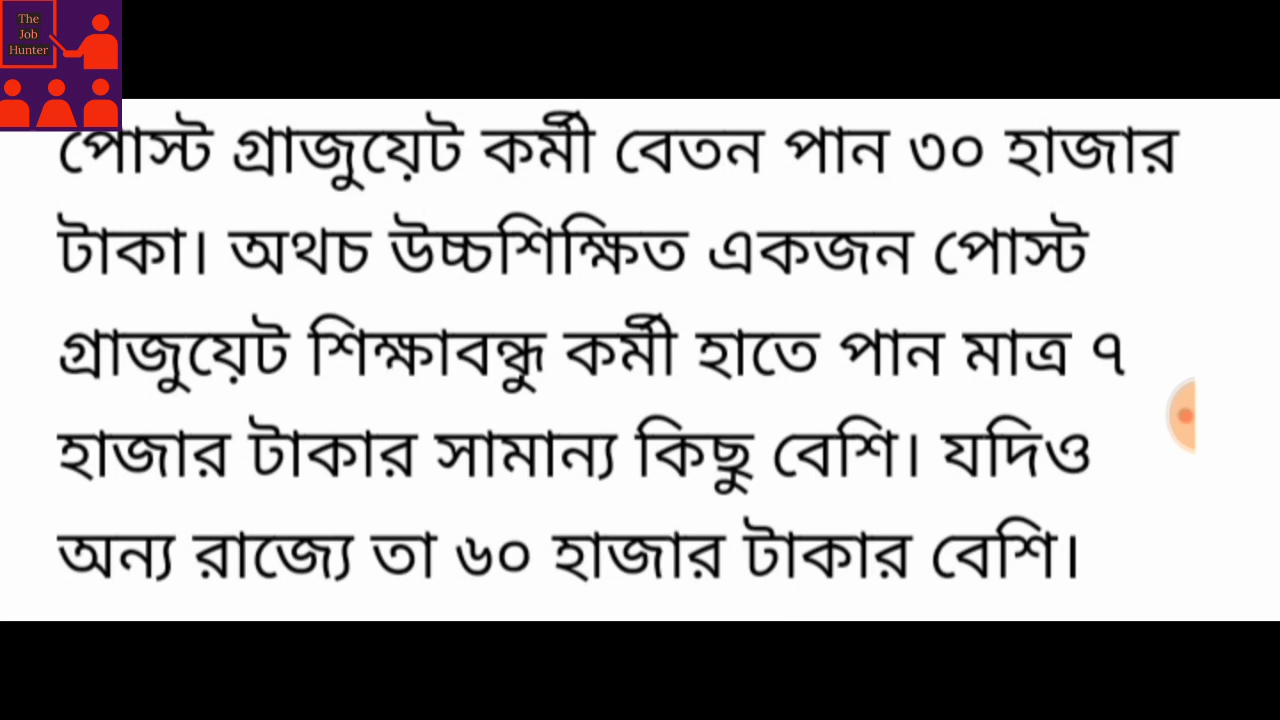 The
Job
Hunter
পোস্ট গ্রাজুয়েট কর্মী বেতন পান ৩০ হাজার
টাকা। অথচ উচ্চশিক্ষিত একজন পোস্ট
গ্রাজুয়েট শিক্ষাবন্ধু কর্মী হাতে পান মাত্র ৭
হাজার টাকার সামান্য কিছু বেশি। যদিও
অন্য রাজ্যে তা ৬০ হাজার টাকার বেশি।